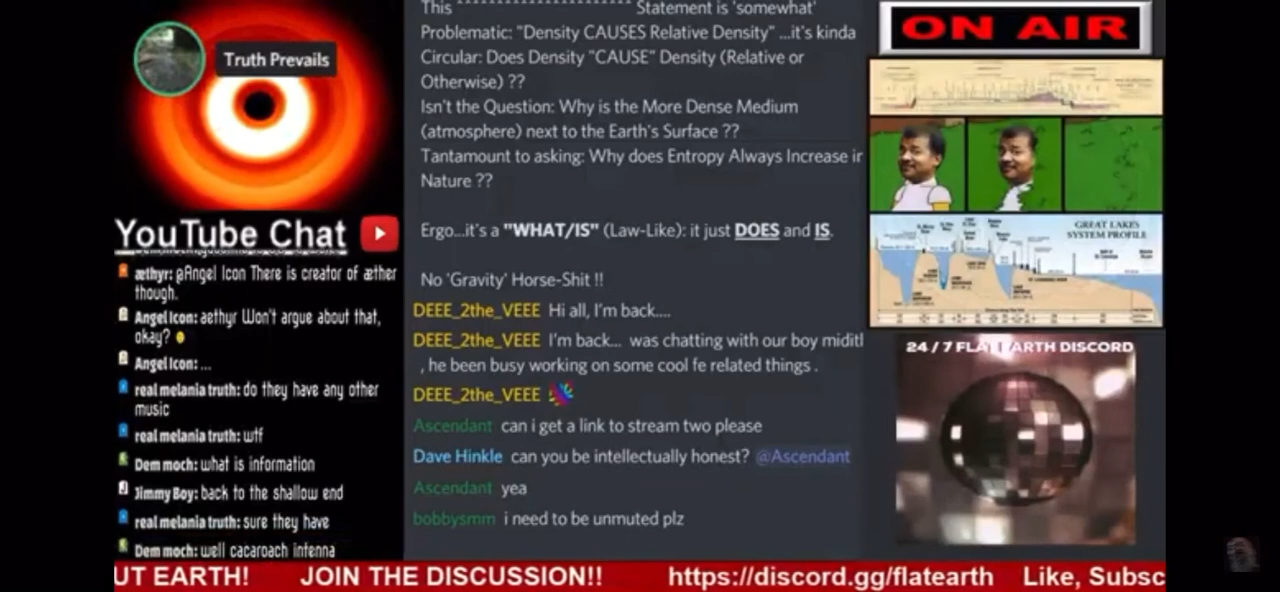 Truth Prevails
YouTube Chat
æthyr: @Angel Icon There is creator of æther
though.
Angel Icon: aethyr Won't argue about that,
okay?
Angel Icon: ...
real melania truth: do they have any other
music
real melania truth: wtf
Dem moch: what is information
Jimmy Boy: back to the shallow end
real melania truth: sure they have
Dem moch: well cacaroach intenna
This Statement is 'somewhat'
Problematic: "Density CAUSES Relative Density" ...it's kinda
Circular: Does Density "CAUSE" Density (Relative or
Otherwise) ??
Isn't the Question: Why is the More Dense Medium
(atmosphere) next to the Earth's Surface ??
Tantamount to asking: Why does Entropy Always Increase in
Nature ??
Ergo...it's a "WHAT/IS" (Law-Like): it just DOES and IS.
No 'Gravity' Horse-Shit !!
DEEE_2the_VEEE Hi all, I'm back....
DEEE_2the_VEEE I'm back... was chatting with our boy miditl
, he been busy working on some cool fe related things .
DEEE_2the_VEEE
Ascendant can i get a link to stream two please
Dave Hinkle can you be intellectually honest? @Ascendant
Ascendant yea
bobbysmm i need to be unmuted plz
ON AIR
GREAT LAKES
SYSTEM PROFILE
24 / 7 FLAT EARTH DISCORD
UT EARTH! JOIN THE DISCUSSION!! https://discord.gg/flatearth Like, Subsc